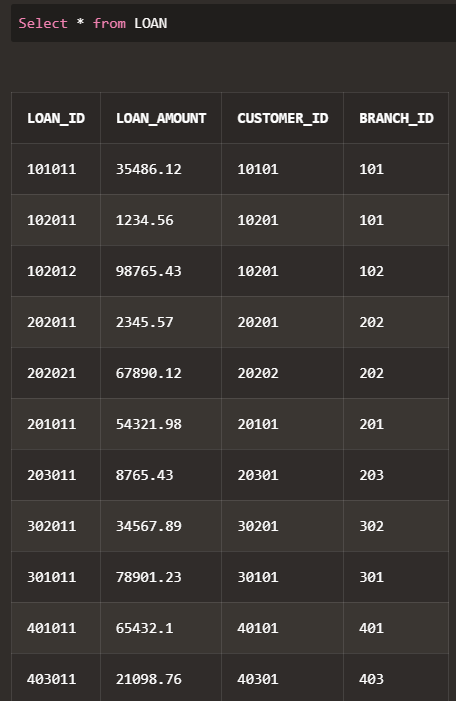 Select * from LOAN
LOAN_ID LOAN_AMOUNT CUSTOMER_ID BRANCH_ID
101011 35486.12 10101 101
102011 1234.56 10201 101
102012 98765.43 10201 102
202011 2345.57 20201 202
202021 67890.12 20202 202
201011 54321.98 20101 201
203011 8765.43 20301 203
302011 34567.89 30201 302
301011 78901.23 30101 301
401011 65432.1 40101 401
403011 21098.76 40301 403